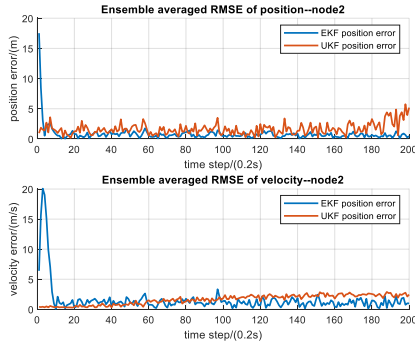 Ensemble averaged RMSE of position--node2
20
15
10
5
0
position error/(m)
EKF position error
UKF position error
0 20 40 60 80 100 120 140 160 180 200
time step/(0.2s)
Ensemble averaged RMSE of velocity--node2
20
15
10
5
0
velocity error/(m/s)
EKF position error
UKF position error
0 20 40 60 80 100 120 140 160 180 200
time step/(0.2s)